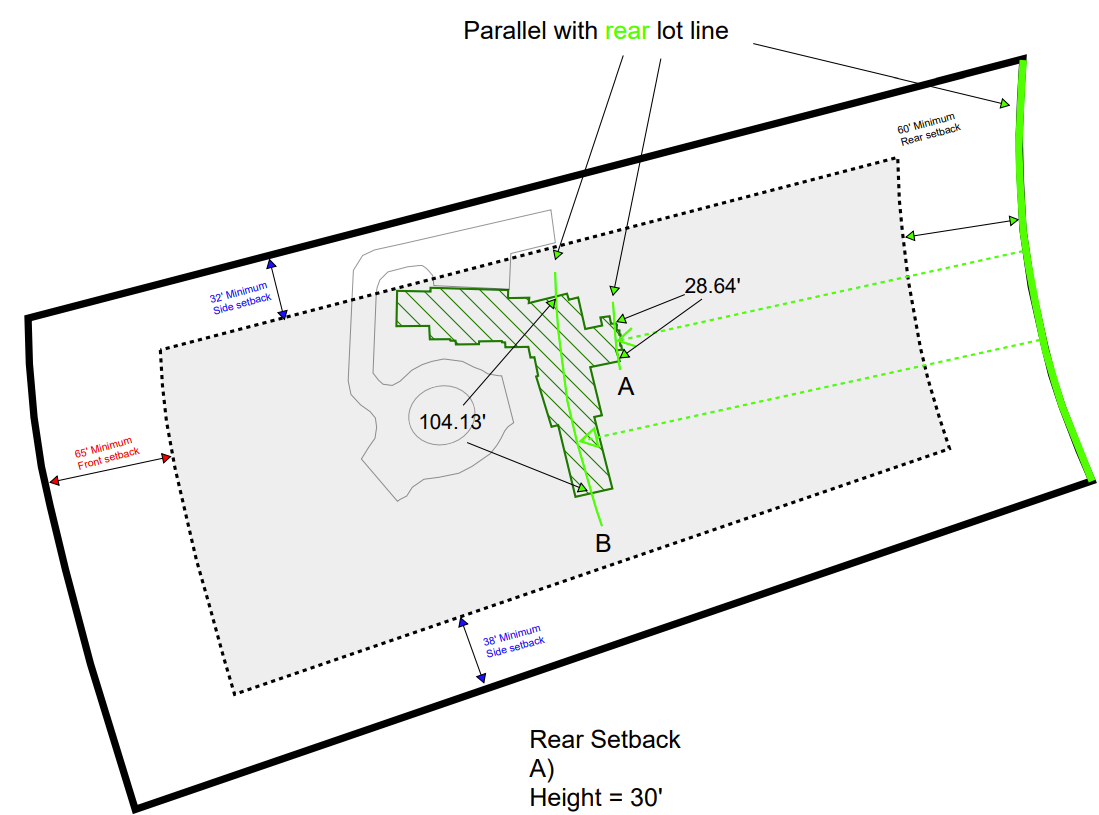 Parallel with rear lot line
60' Minimum
Rear setback
32' Minimum
Side setback
28.64'
A
104.13'
65' Minimum
Front setback
B
38' Minimum
Side setback
Rear Setback
A)
Height = 30'